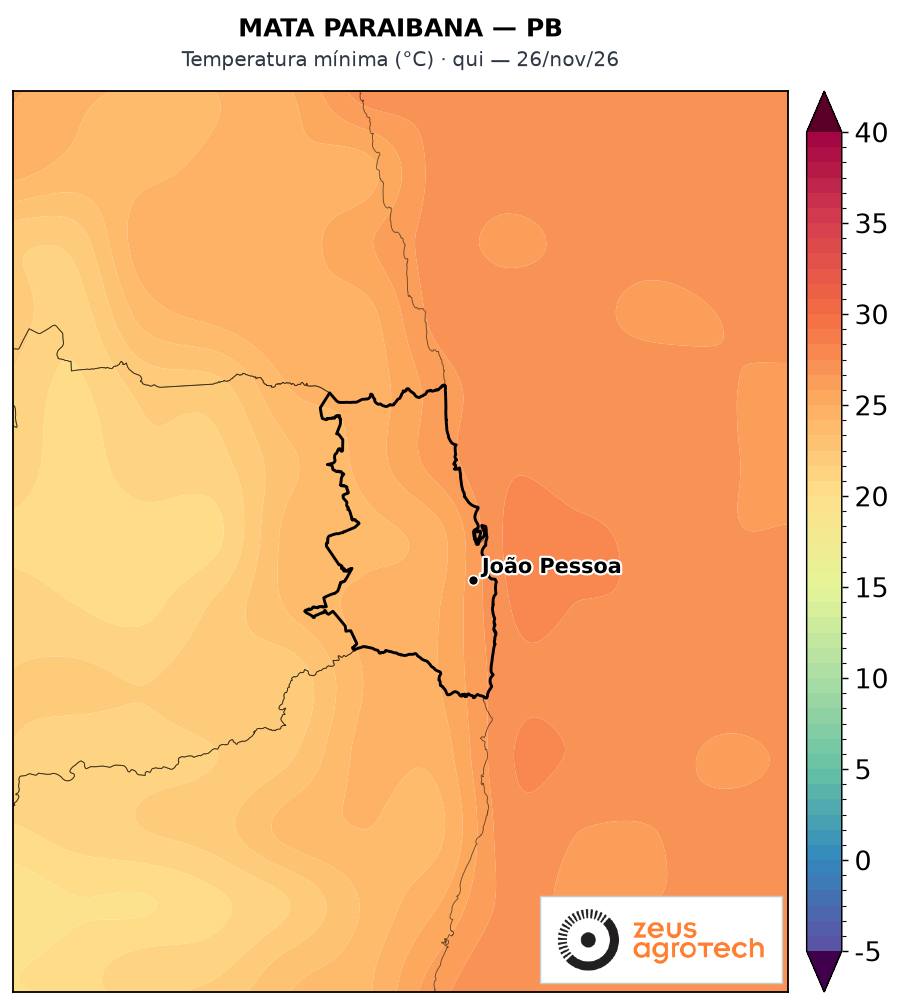 MATA PARAIBANA — PB
Temperatura mínima (°C) · qui — 26/nov/26
40
35
30
25
20
15
10
5
0
-5
João Pessoa
zeus
agrotech